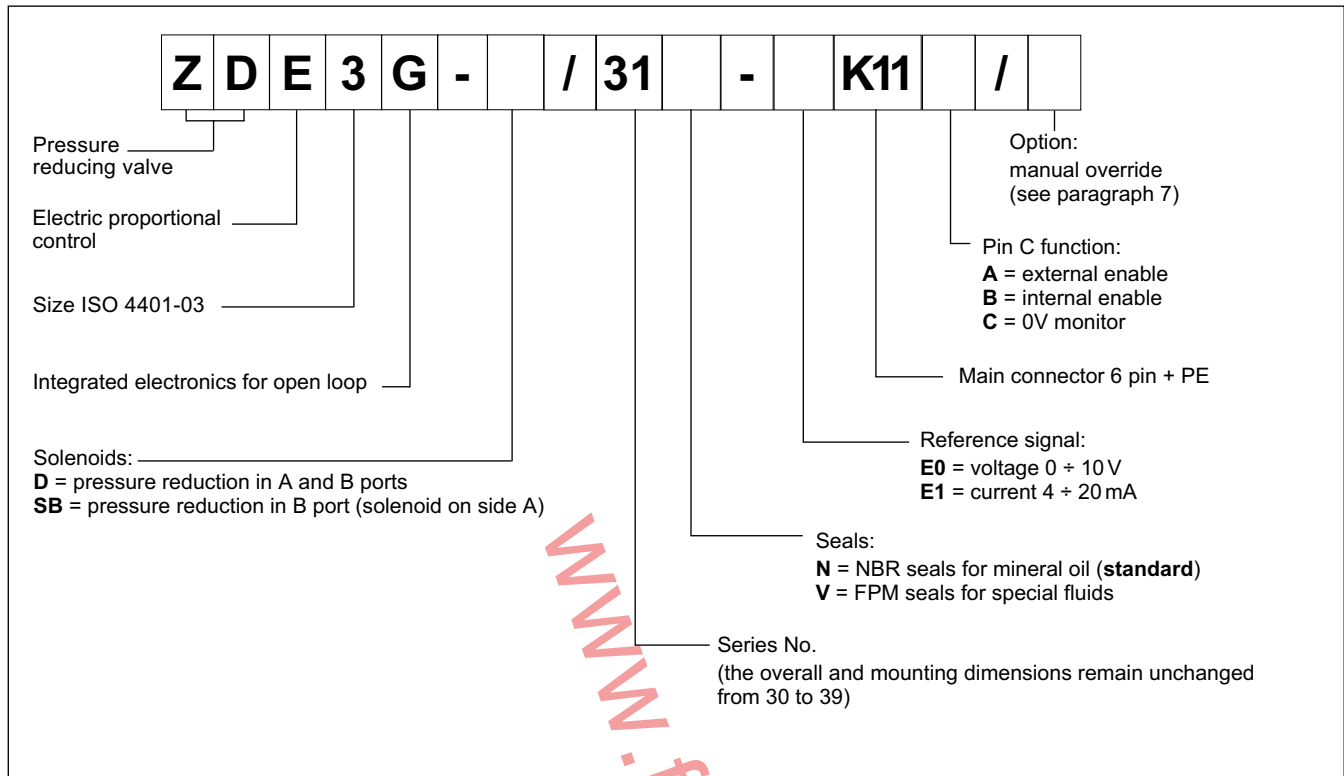 Z D E 3 G - / 31 - K11 /
Pressure
reducing valve
Electric proportional
control
Size ISO 4401-03
Integrated electronics for open loop
Solenoids:
D = pressure reduction in A and B ports
SB = pressure reduction in B port (solenoid on side A)
Option:
manual override
(see paragraph 7)
Pin C function:
A = external enable
B = internal enable
C = 0V monitor
Main connector 6 pin + PE
Reference signal:
E0 = voltage 0 ÷ 10 V
E1 = current 4 ÷ 20 mA
Seals:
N = NBR seals for mineral oil (standard)
V = FPM seals for special fluids
Series No.
(the overall and mounting dimensions remain unchanged
from 30 to 39)
www.